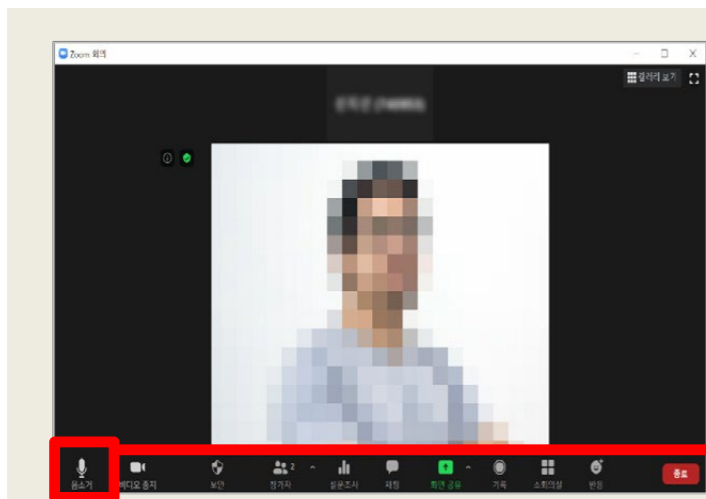 Zoom 회의
갤러리 보기
음소거
비디오 중지
보안
참가자
2
설문조사
채팅
화면 공유
기록
소회의실
반응
종료